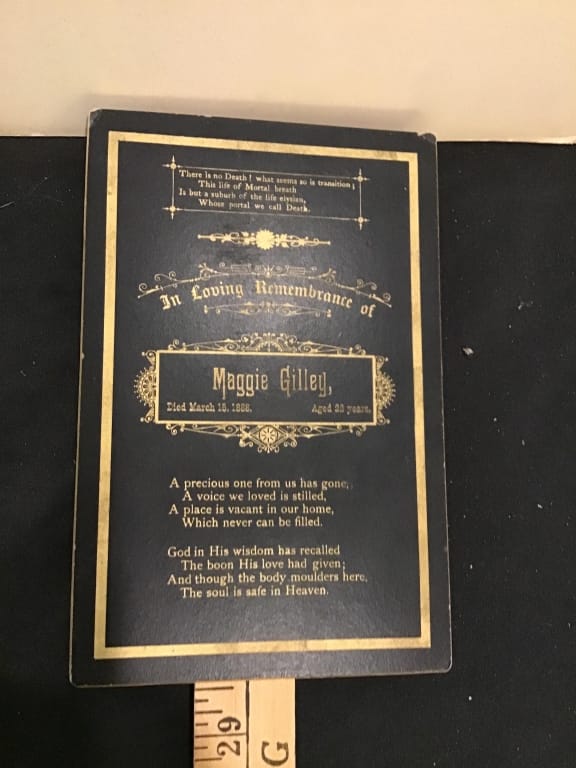 There is no Death! what seems so is transition;
This life of Mortal breath
Is but a suburb of the life elysian,
Whose portal we call Death.
In Loving Remembrance of
Maggie Gilley,
Died March 15, 1888. Aged 23 years,
A precious one from us has gone,
A voice we loved is stilled,
A place is vacant in our home,
Which never can be filled.
God in His wisdom has recalled
The boon His love had given;
And though the body moulders here,
The soul is safe in Heaven.
29
G